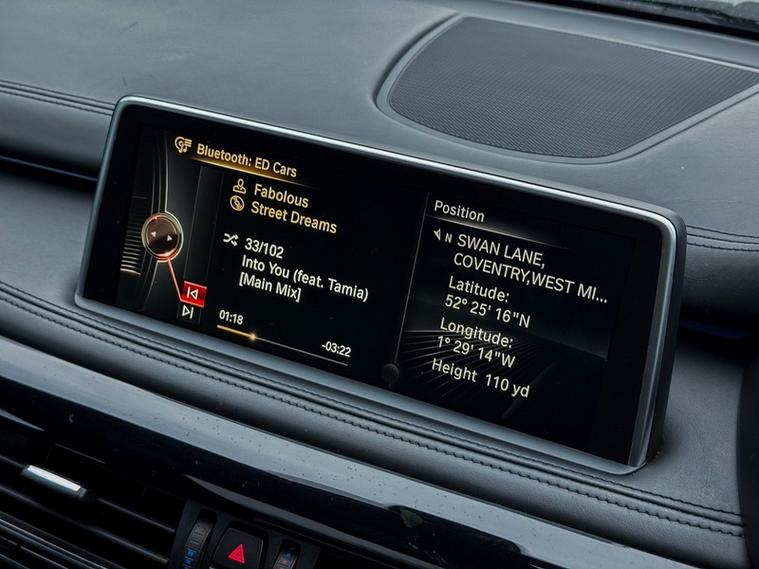 Bluetooth: ED Cars
Fabolous
Street Dreams
33/102
Into You (feat. Tamia)
[Main Mix]
01:18
-03:22
Position
N SWAN LANE,
COVENTRY,WEST MI...
Latitude:
52° 25' 16"N
Longitude:
1° 29' 14"W
Height 110 yd